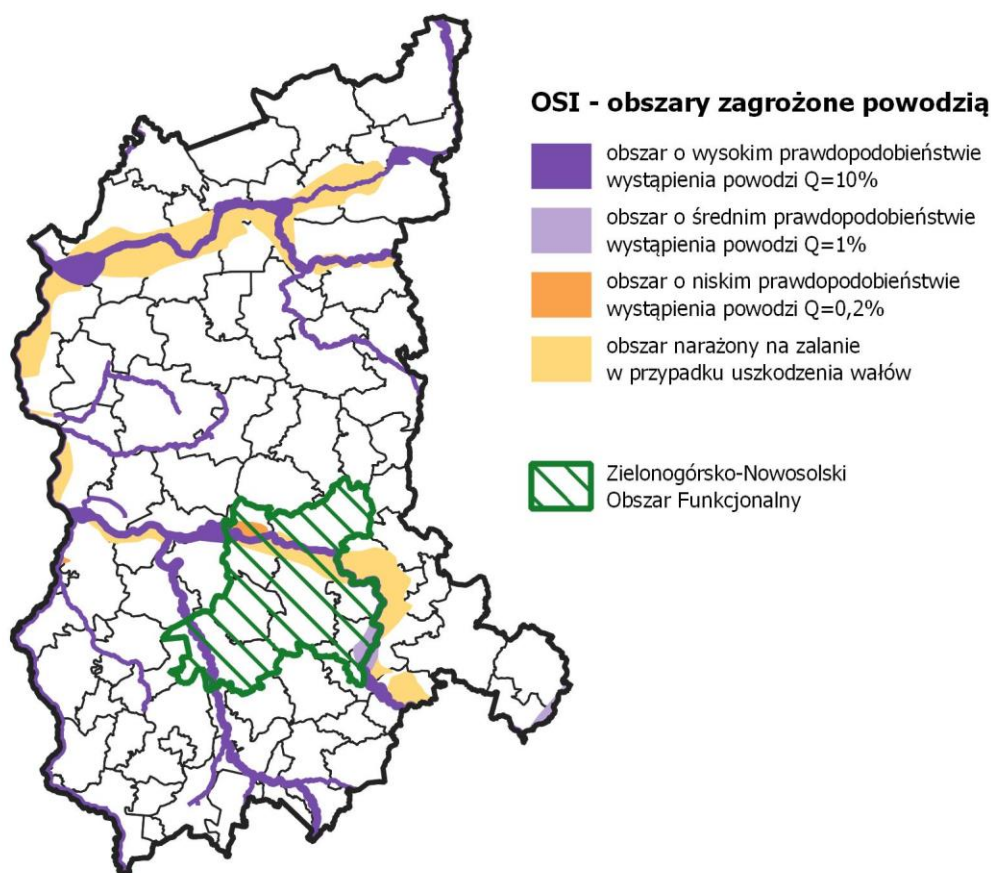 OSI - obszary zagrożone powodzią
obszar o wysokim prawdopodobieństwie
wystąpienia powodzi Q=10%
obszar o średnim prawdopodobieństwie
wystąpienia powodzi Q=1%
obszar o niskim prawdopodobieństwie
wystąpienia powodzi Q=0,2%
obszar narażony na zalanie
w przypadku uszkodzenia wałów
Zielonogórsko-Nowosolski
Obszar Funkcjonalny